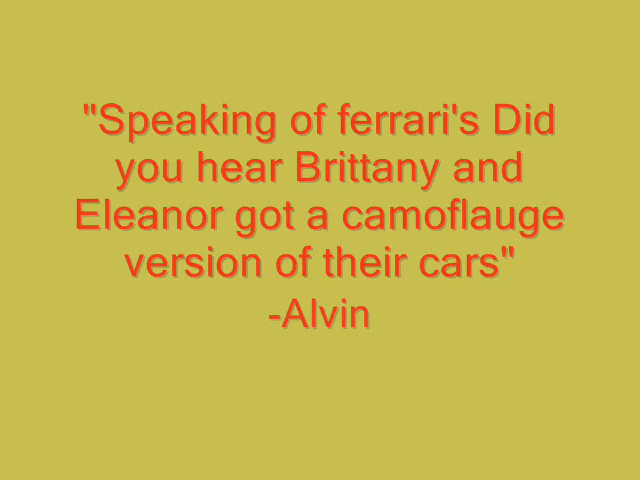 "Speaking of ferrari's Did
you hear Brittany and
Eleanor got a camoflauge
version of their cars"
-Alvin